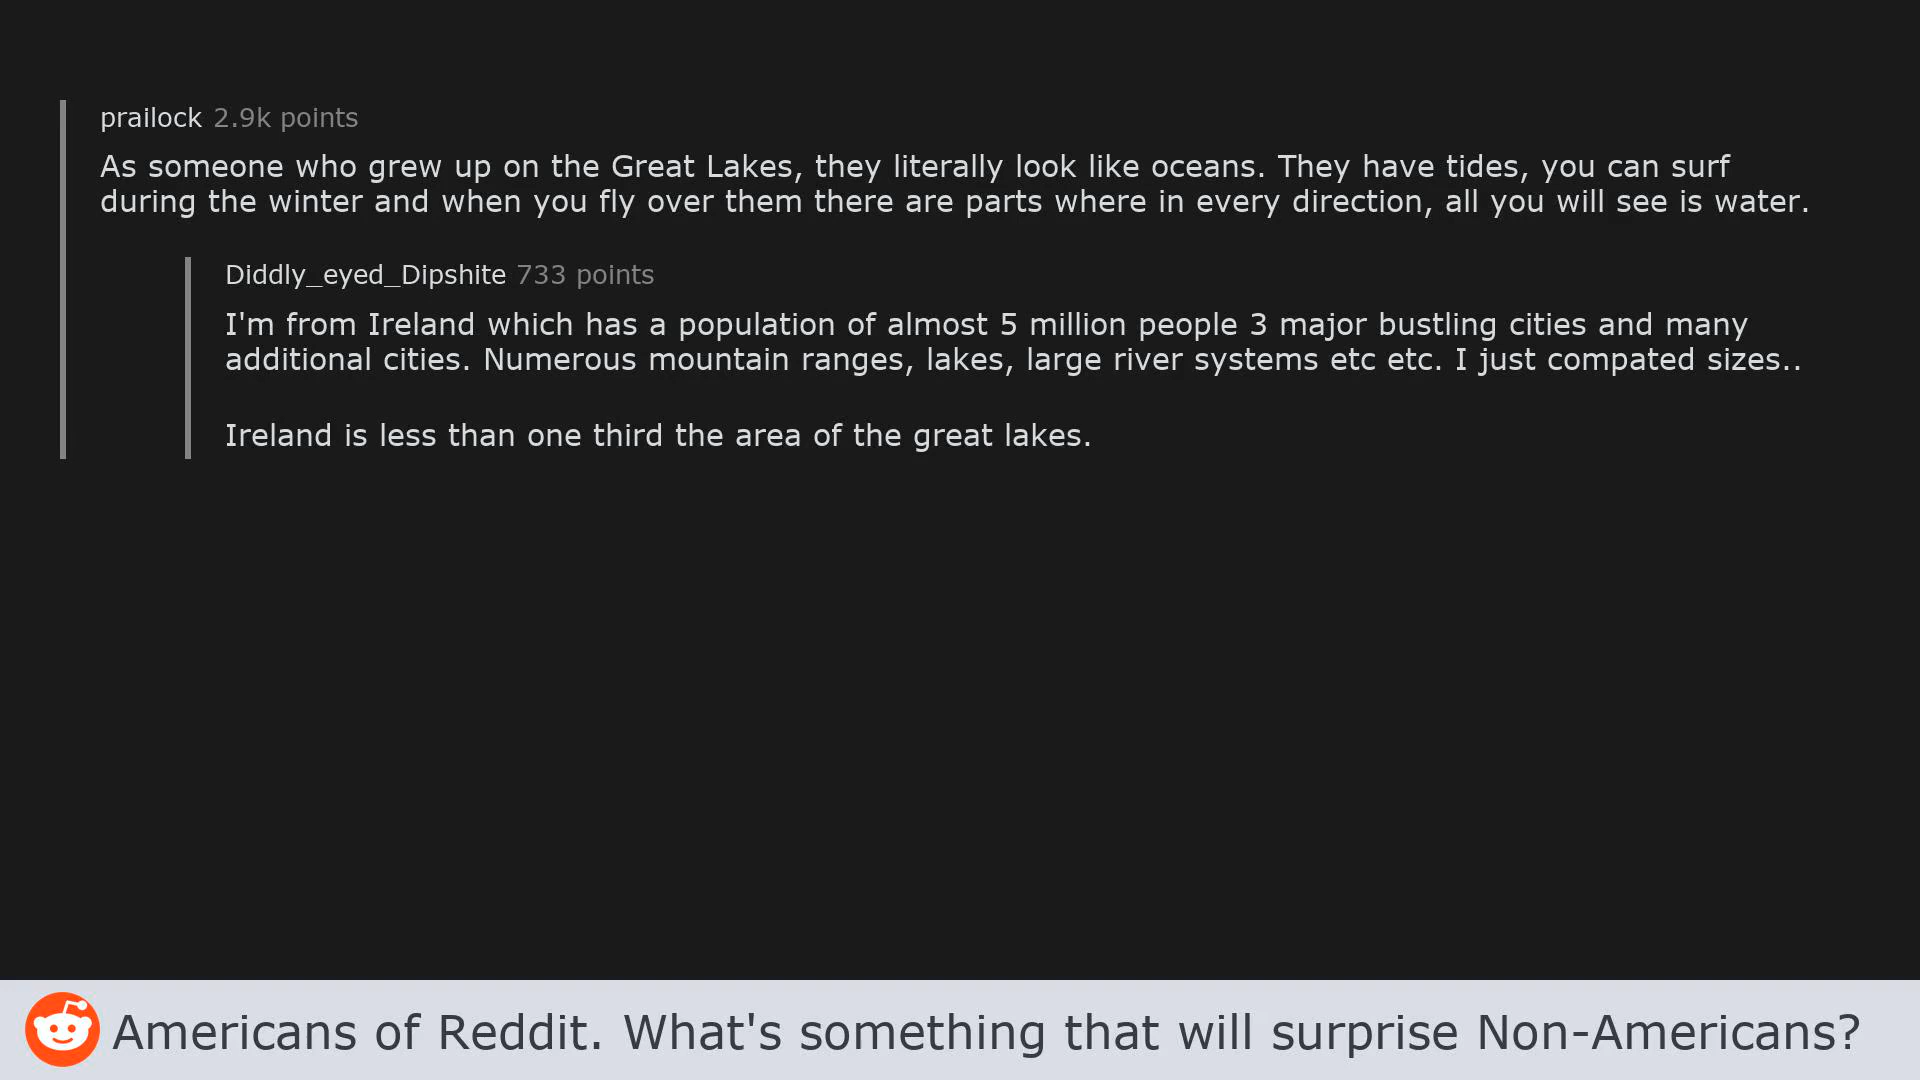 prailock 2.9k points
As someone who grew up on the Great Lakes, they literally look like oceans. They have tides, you can surf
during the winter and when you fly over them there are parts where in every direction, all you will see is water.
Diddly_eyed_Dipshite 733 points
I'm from Ireland which has a population of almost 5 million people 3 major bustling cities and many
additional cities. Numerous mountain ranges, lakes, large river systems etc etc. I just compated sizes..
Ireland is less than one third the area of the great lakes.
Americans of Reddit. What's something that will surprise Non-Americans?